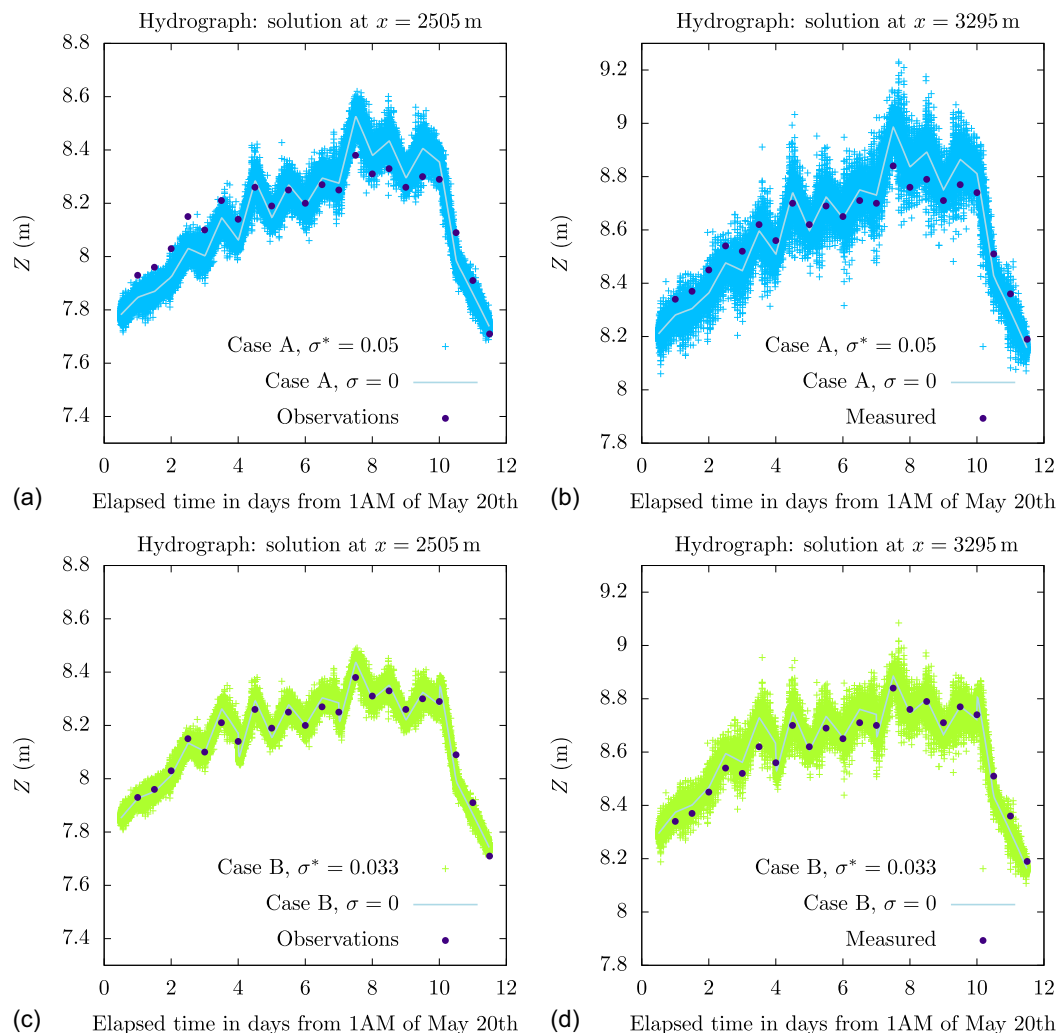 Hydrograph: solution at x = 2505 m
8.8
8.6
8.4
8.2
8
7.8
7.6
7.4
Z (m)
Case A, σ* = 0.05
Case A, σ = 0
Observations
0 2 4 6 8 10 12
(a) Elapsed time in days from 1AM of May 20th
Hydrograph: solution at x = 3295 m
9.2
9
8.8
8.6
8.4
8.2
8
7.8
Z (m)
Case A, σ* = 0.05
Case A, σ = 0
Measured
0 2 4 6 8 10 12
(b) Elapsed time in days from 1AM of May 20th
Hydrograph: solution at x = 2505 m
8.8
8.6
8.4
8.2
8
7.8
7.6
7.4
Z (m)
Case B, σ* = 0.033
Case B, σ = 0
Observations
0 2 4 6 8 10 12
(c) Elapsed time in days from 1AM of May 20th
Hydrograph: solution at x = 3295 m
9.2
9
8.8
8.6
8.4
8.2
8
7.8
Z (m)
Case B, σ* = 0.033
Case B, σ = 0
Measured
0 2 4 6 8 10 12
(d) Elapsed time in days from 1AM of May 20th